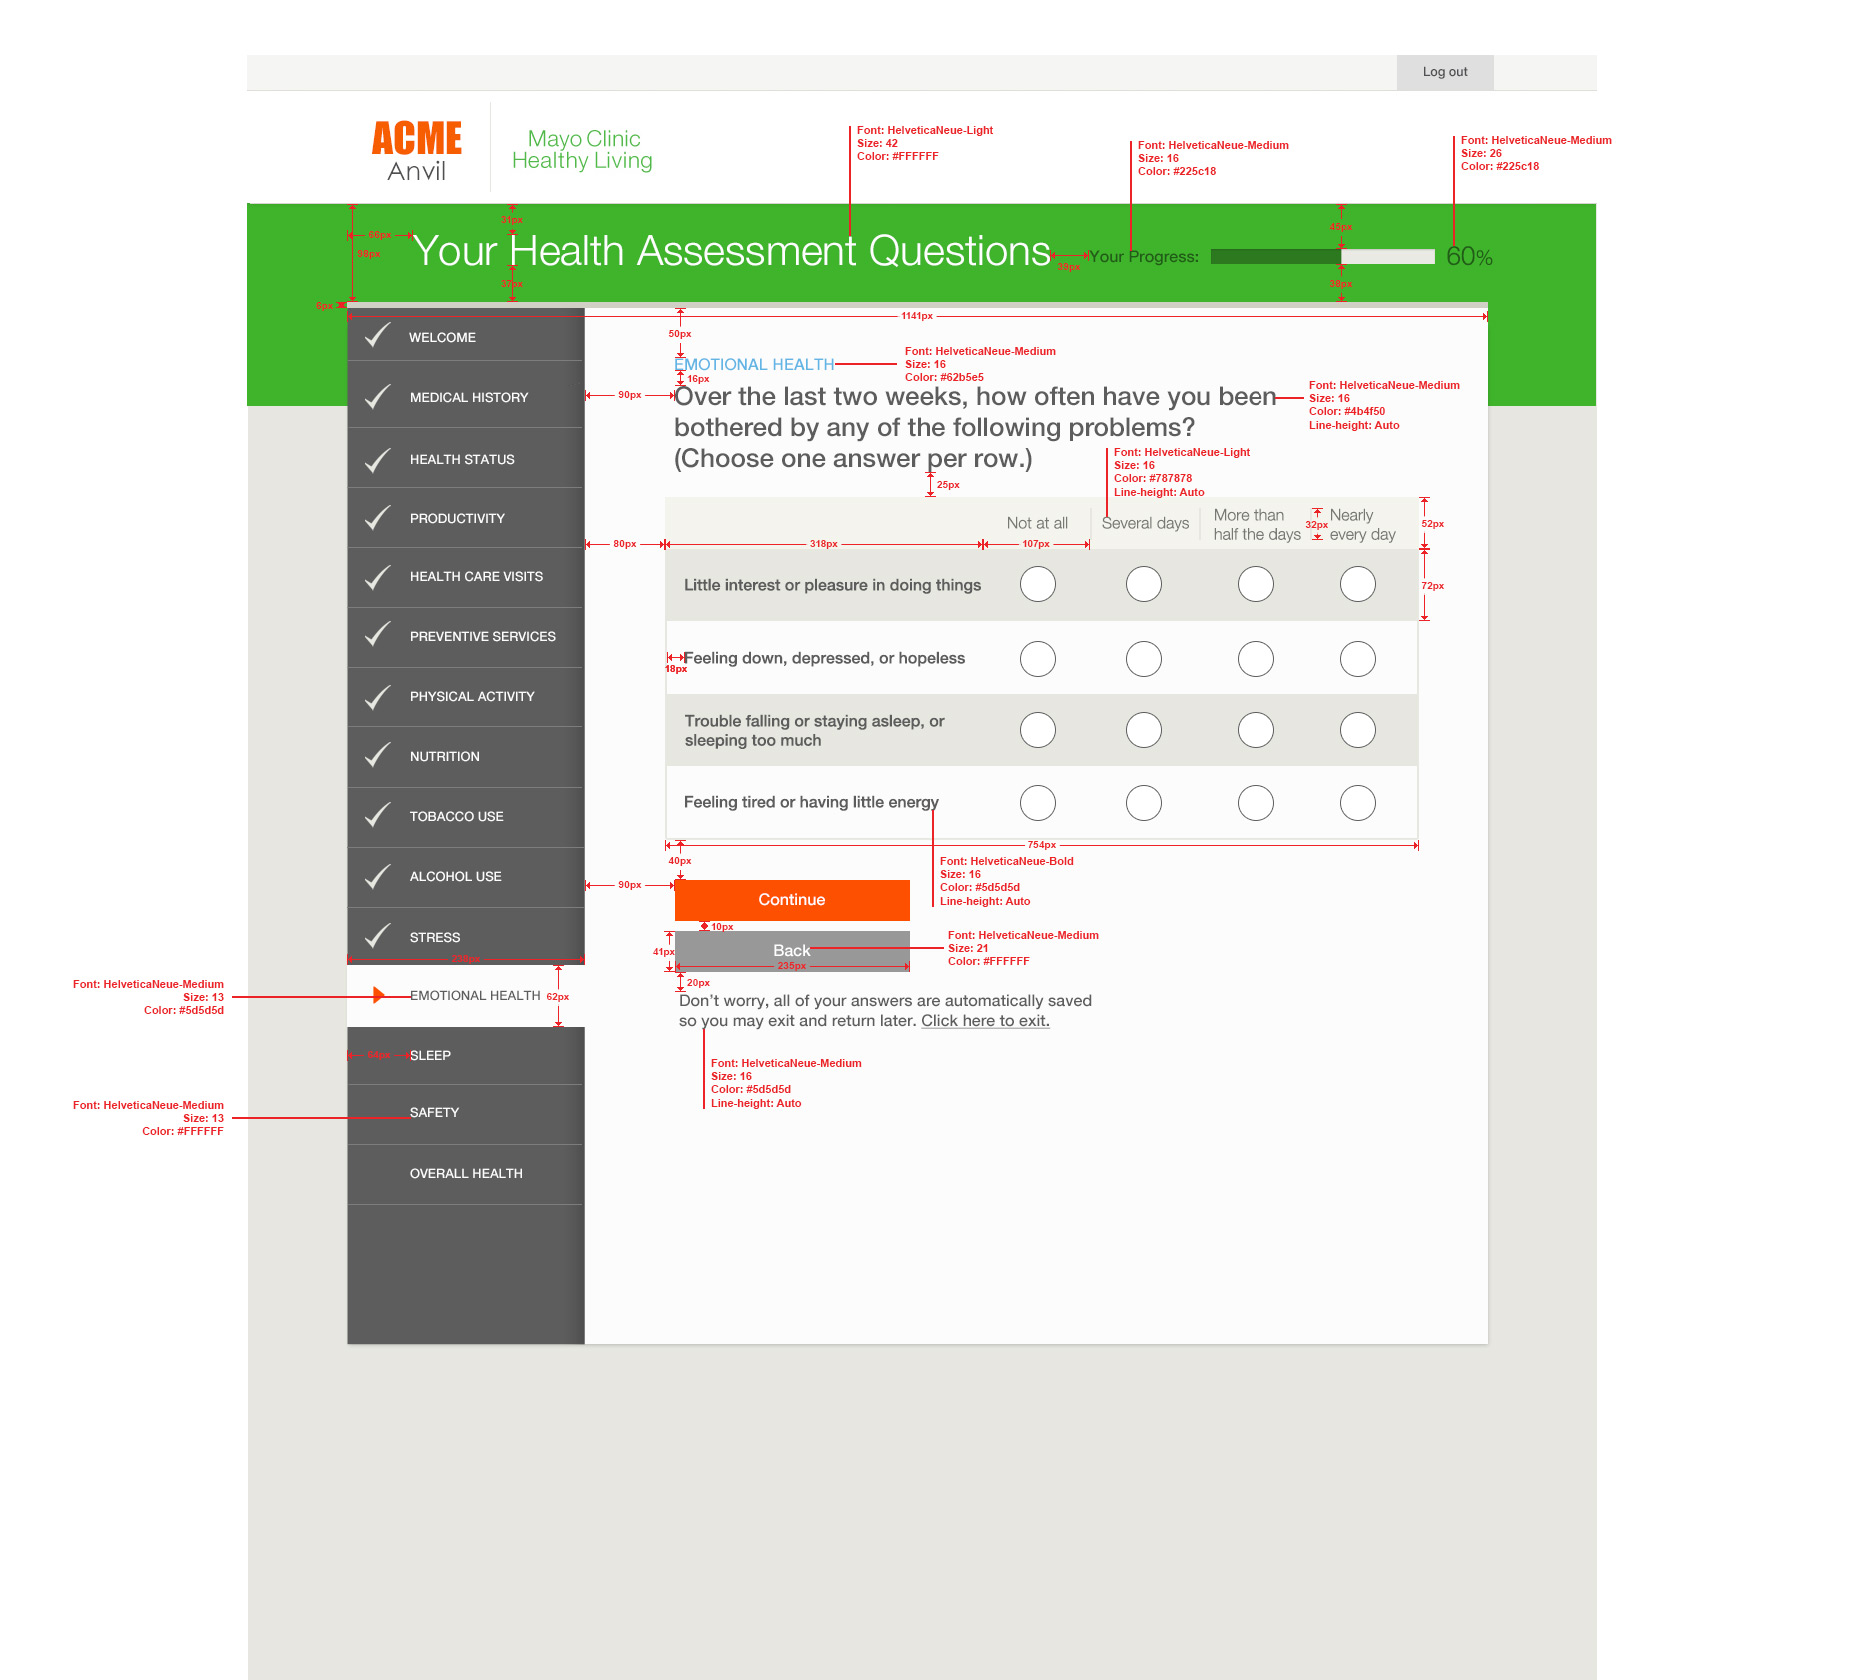 Log out
ACME
Anvil
Mayo Clinic
Healthy Living
Font: HelveticaNeue-Light
Size: 42
Color: #FFFFFF
Font: HelveticaNeue-Medium
Size: 16
Color: #225c18
Font: HelveticaNeue-Medium
Size: 26
Color: #225c18
31px
45px
66px
98px
Your Health Assessment Questions
39px
Your Progress:
60%
37px
38px
6px
1141px
WELCOME
MEDICAL HISTORY
HEALTH STATUS
PRODUCTIVITY
HEALTH CARE VISITS
PREVENTIVE SERVICES
PHYSICAL ACTIVITY
NUTRITION
TOBACCO USE
ALCOHOL USE
STRESS
EMOTIONAL HEALTH
62px
SLEEP
SAFETY
OVERALL HEALTH
Font: HelveticaNeue-Medium
Size: 13
Color: #5d5d5d
Font: HelveticaNeue-Medium
Size: 13
Color: #FFFFFF
50px
EMOTIONAL HEALTH
Font: HelveticaNeue-Medium
Size: 16
Color: #62b5e5
16px
90px
Over the last two weeks, how often have you been
bothered by any of the following problems?
(Choose one answer per row.)
Font: HelveticaNeue-Medium
Size: 16
Color: #4b4f50
Line-height: Auto
Font: HelveticaNeue-Light
Size: 16
Color: #787878
Line-height: Auto
25px
Not at all
Several days
More than
half the days
32px
Nearly
every day
52px
80px
318px
107px
Little interest or pleasure in doing things
72px
Feeling down, depressed, or hopeless
18px
Trouble falling or staying asleep, or
sleeping too much
Feeling tired or having little energy
754px
40px
Font: HelveticaNeue-Bold
Size: 16
Color: #5d5d5d
Line-height: Auto
90px
Continue
10px
41px
Back
235px
Font: HelveticaNeue-Medium
Size: 21
Color: #FFFFFF
20px
Don't worry, all of your answers are automatically saved
so you may exit and return later. Click here to exit.
Font: HelveticaNeue-Medium
Size: 16
Color: #5d5d5d
Line-height: Auto